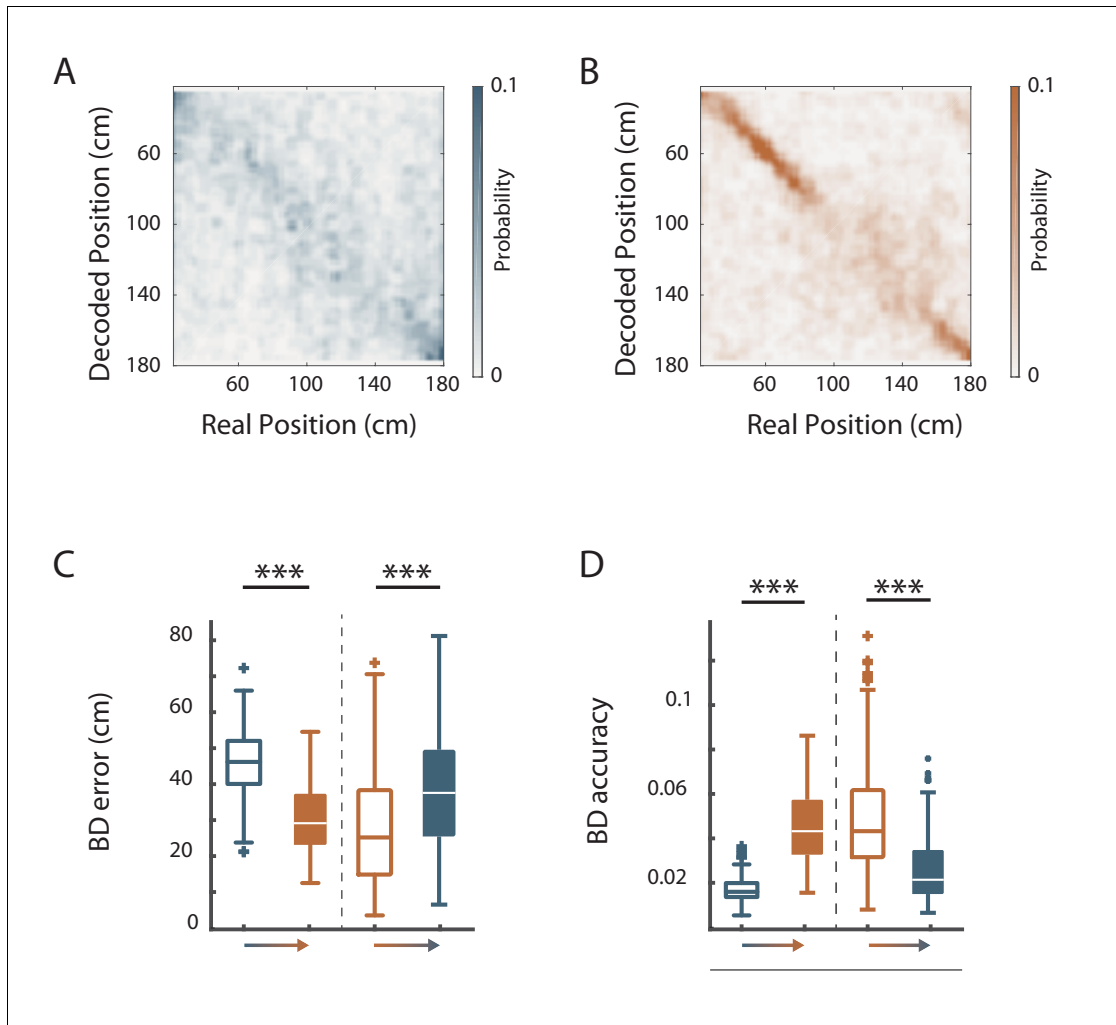 A
Decoded Position (cm)
60
100
140
180
60 100 140 180
Real Position (cm)
0.1
Probability
0
B
Decoded Position (cm)
60
100
140
180
60 100 140 180
Real Position (cm)
0.1
Probability
0
C
*** ***
BD error (cm)
80
60
40
20
0
D
*** ***
BD accuracy
0.1
0.06
0.02